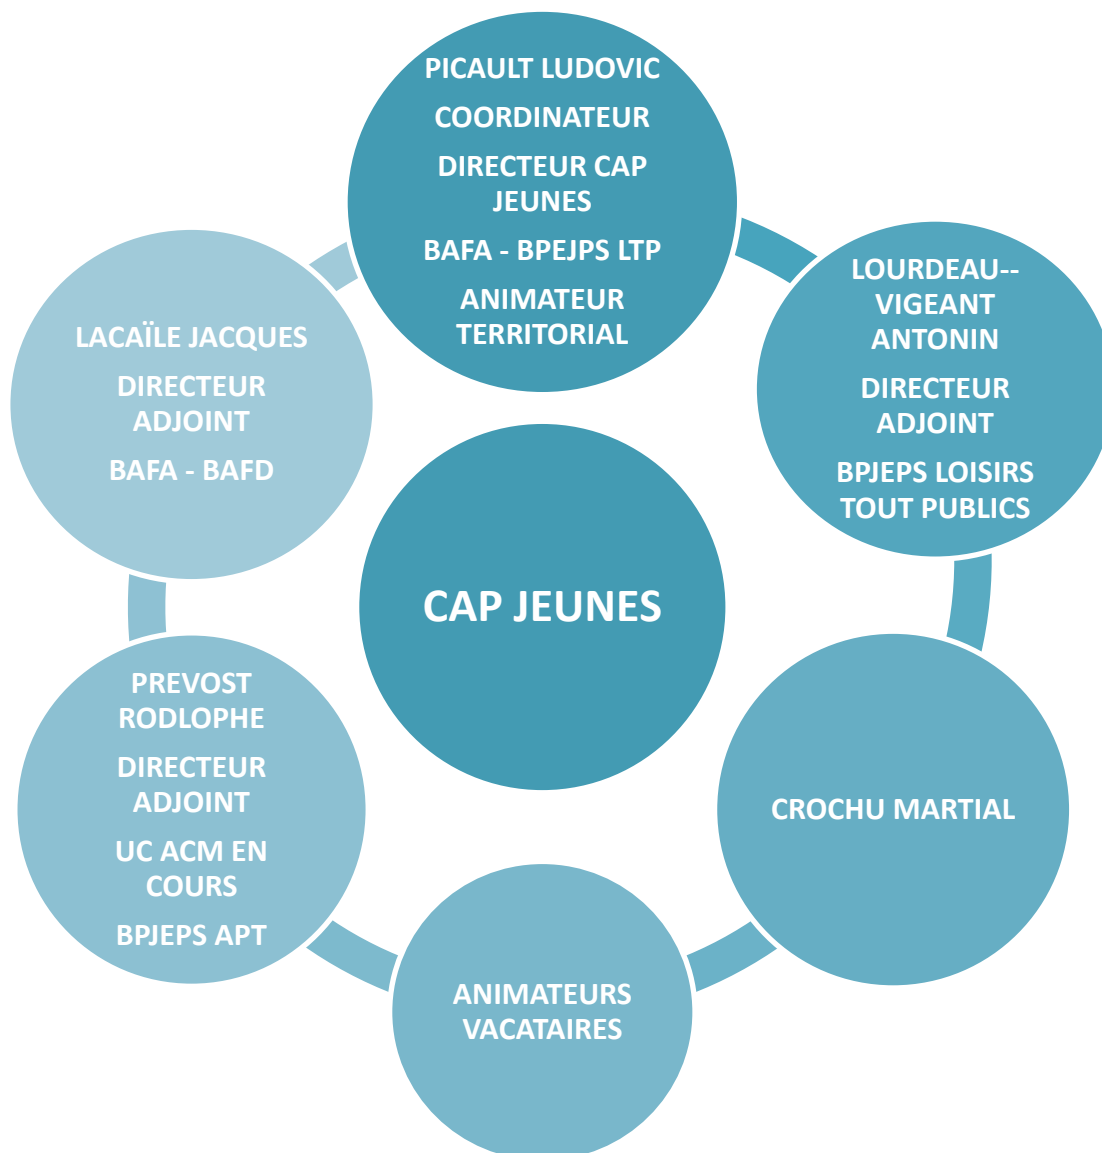 PICAULT LUDOVIC
COORDINATEUR
DIRECTEUR CAP
JEUNES
BAFA - BPEJPS LTP
ANIMATEUR
TERRITORIAL
LOURDEAU--
VIGEANT
ANTONIN
DIRECTEUR
ADJOINT
BPJEPS LOISIRS
TOUT PUBLICS
CROCHU MARTIAL
ANIMATEURS
VACATAIRES
PREVOST
RODLOPHE
DIRECTEUR
ADJOINT
UC ACM EN
COURS
BPJEPS APT
LACAÏLE JACQUES
DIRECTEUR
ADJOINT
BAFA - BAFD
CAP JEUNES